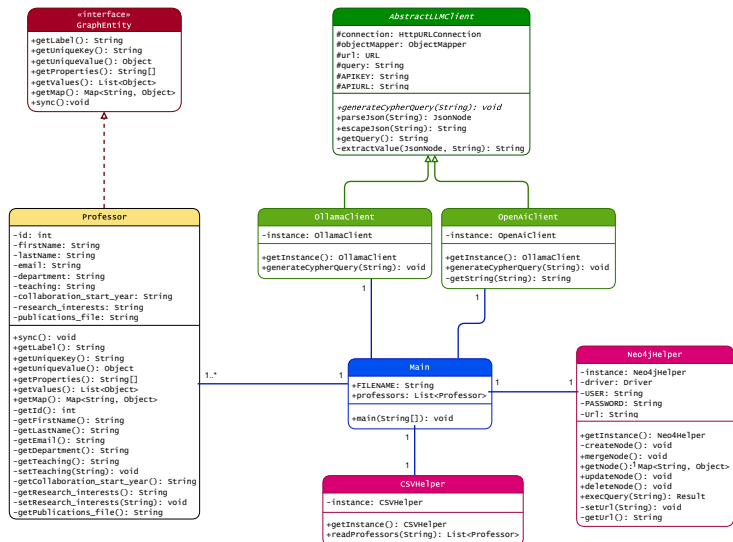 «interface»
GraphEntity
+getLabel(): String
+getUniqueKey(): String
+getUniqueValue(): Object
+getProperties(): String[]
+getValues(): List<Object>
+getMap(): Map<String, Object>
+sync():void
AbstractLLMClient
#connection: HttpURLConnection
#objectMapper: ObjectMapper
#url: URL
#query: String
#APIKEY: String
#APIURL: String
+generateCypherQuery(String): void
+parseJson(String): JsonNode
+escapeJson(String): String
+getQuery(): String
-extractValue(JsonNode, String): String
Professor
-id: int
-firstName: String
-lastName: String
-email: String
-department: String
-teaching: String
-collaboration_start_year: String
-research_interests: String
-publications_file: String
+sync(): void
+getLabel(): String
+getUniqueKey(): String
+getUniqueValue(): Object
+getProperties(): String[]
+getValues(): List<Object>
+getMap(): Map<String, Object>
-getId(): int
-getFirstName(): String
-getLastName(): String
-getEmail(): String
-getDepartment(): String
-getTeaching(): String
-setTeaching(String): void
-getCollaboration_start_year(): String
-getResearch_interests(): String
-setResearch_interests(String): void
-getPublications_file(): String
OllamaClient
-instance: OllamaClient
+getInstance(): OllamaClient
+generateCypherQuery(String): void
OpenAiClient
-instance: OpenAiClient
+getInstance(): OllamaClient
+generateCypherQuery(String): void
-getString(String): String
1
1
1..*
1
Main
+FILENAME: String
+professors: List<Professor>
+main(String[]): void
1
1
Neo4jHelper
-instance: Neo4jHelper
-driver: Driver
-USER: String
-PASSWORD: String
-Url: String
+getInstance(): Neo4Helper
-createNode(): void
+mergeNode(): void
+getNode(): Map<String, Object>
1
+updateNode(): void
+deleteNode(): void
+execQuery(String): Result
-setUrl(String): void
-getUrl(): String
1
1
CSVHelper
-instance: CSVHelper
+getInstance(): CSVHelper
+readProfessors(String): List<Professor>